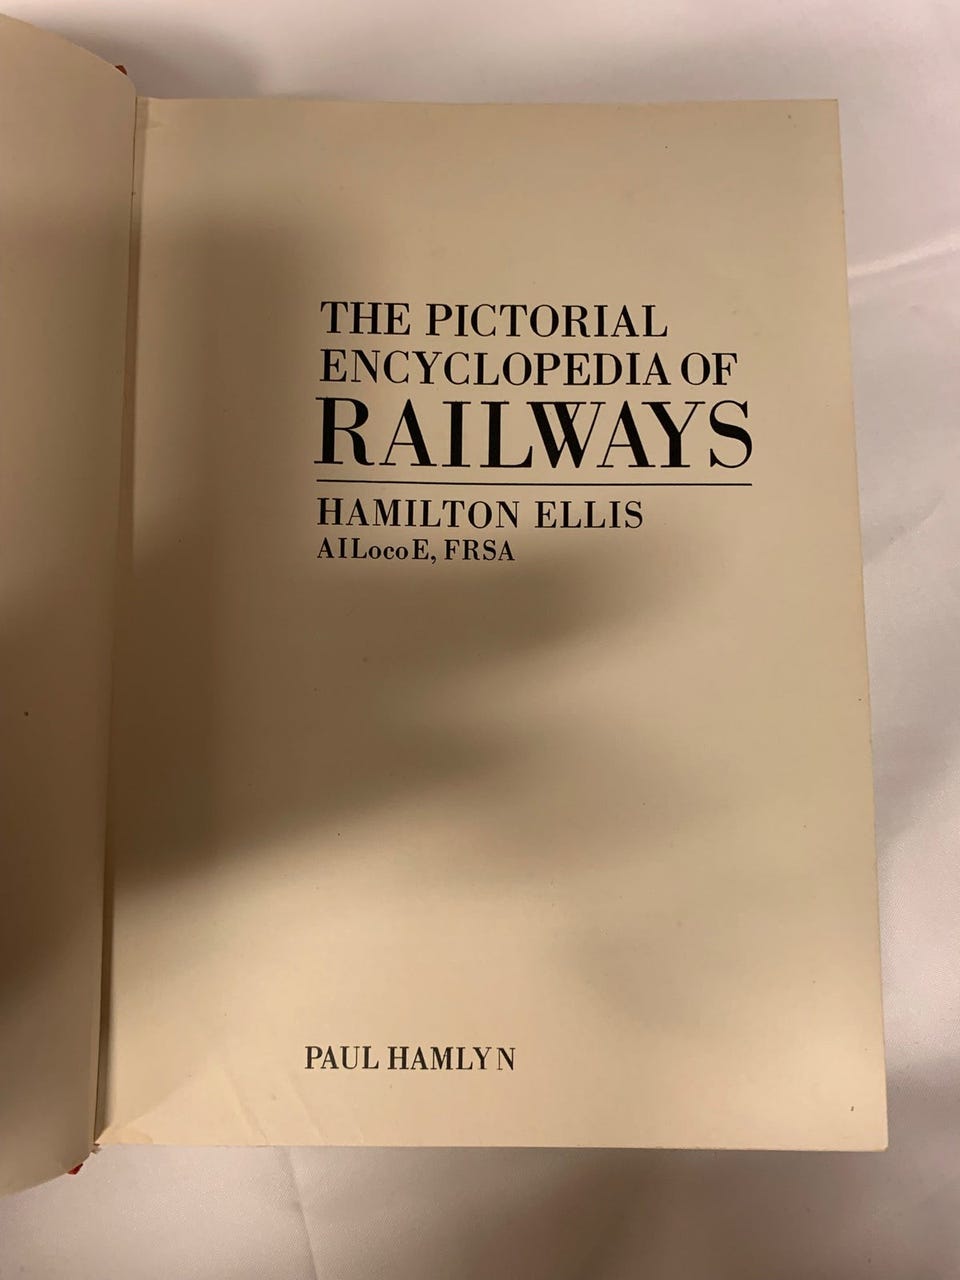 THE PICTORIAL
ENCYCLOPEDIA OF
RAILWAYS
HAMILTON ELLIS
AILocoE, FRSA
PAUL HAMLYN